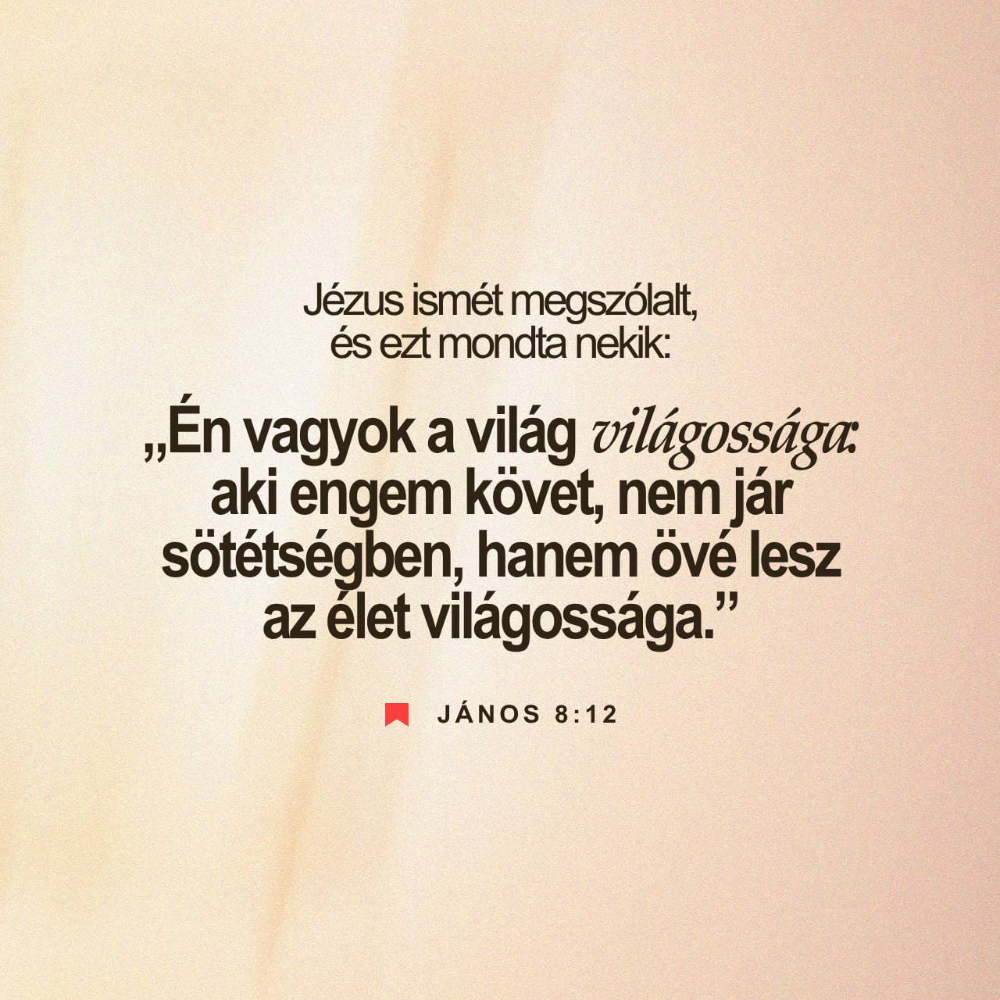 Jézus ismét megszólalt,
és ezt mondta nekik:
„Én vagyok a világ világossága:
aki engem követ, nem jár
sötétségben, hanem övé lesz
az élet világossága.”
JÁNOS 8:12